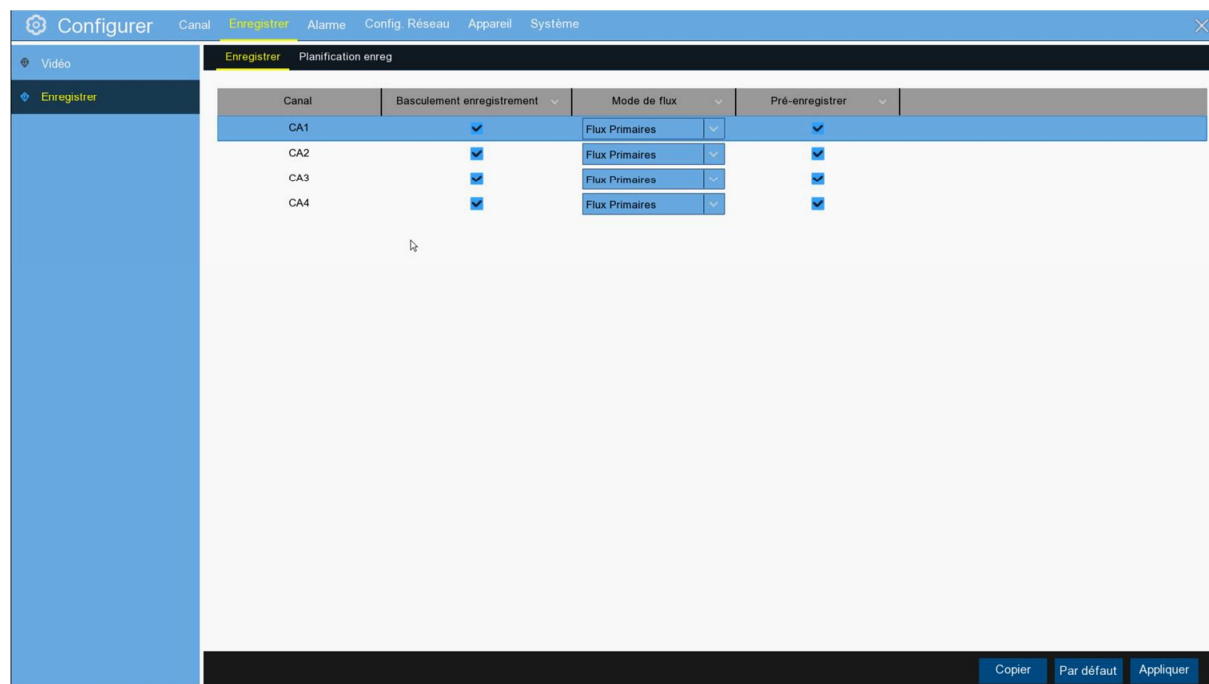 Configurer Canal Enregistrer Alarme Config. Réseau Appareil Système
Vidéo
Enregistrer
Enregistrer Planification enreg
Canal Basculement enregistrement Mode de flux Pré-enregistrer
CA1 Flux Primaires
CA2 Flux Primaires
CA3 Flux Primaires
CA4 Flux Primaires
Copier Par défaut Appliquer